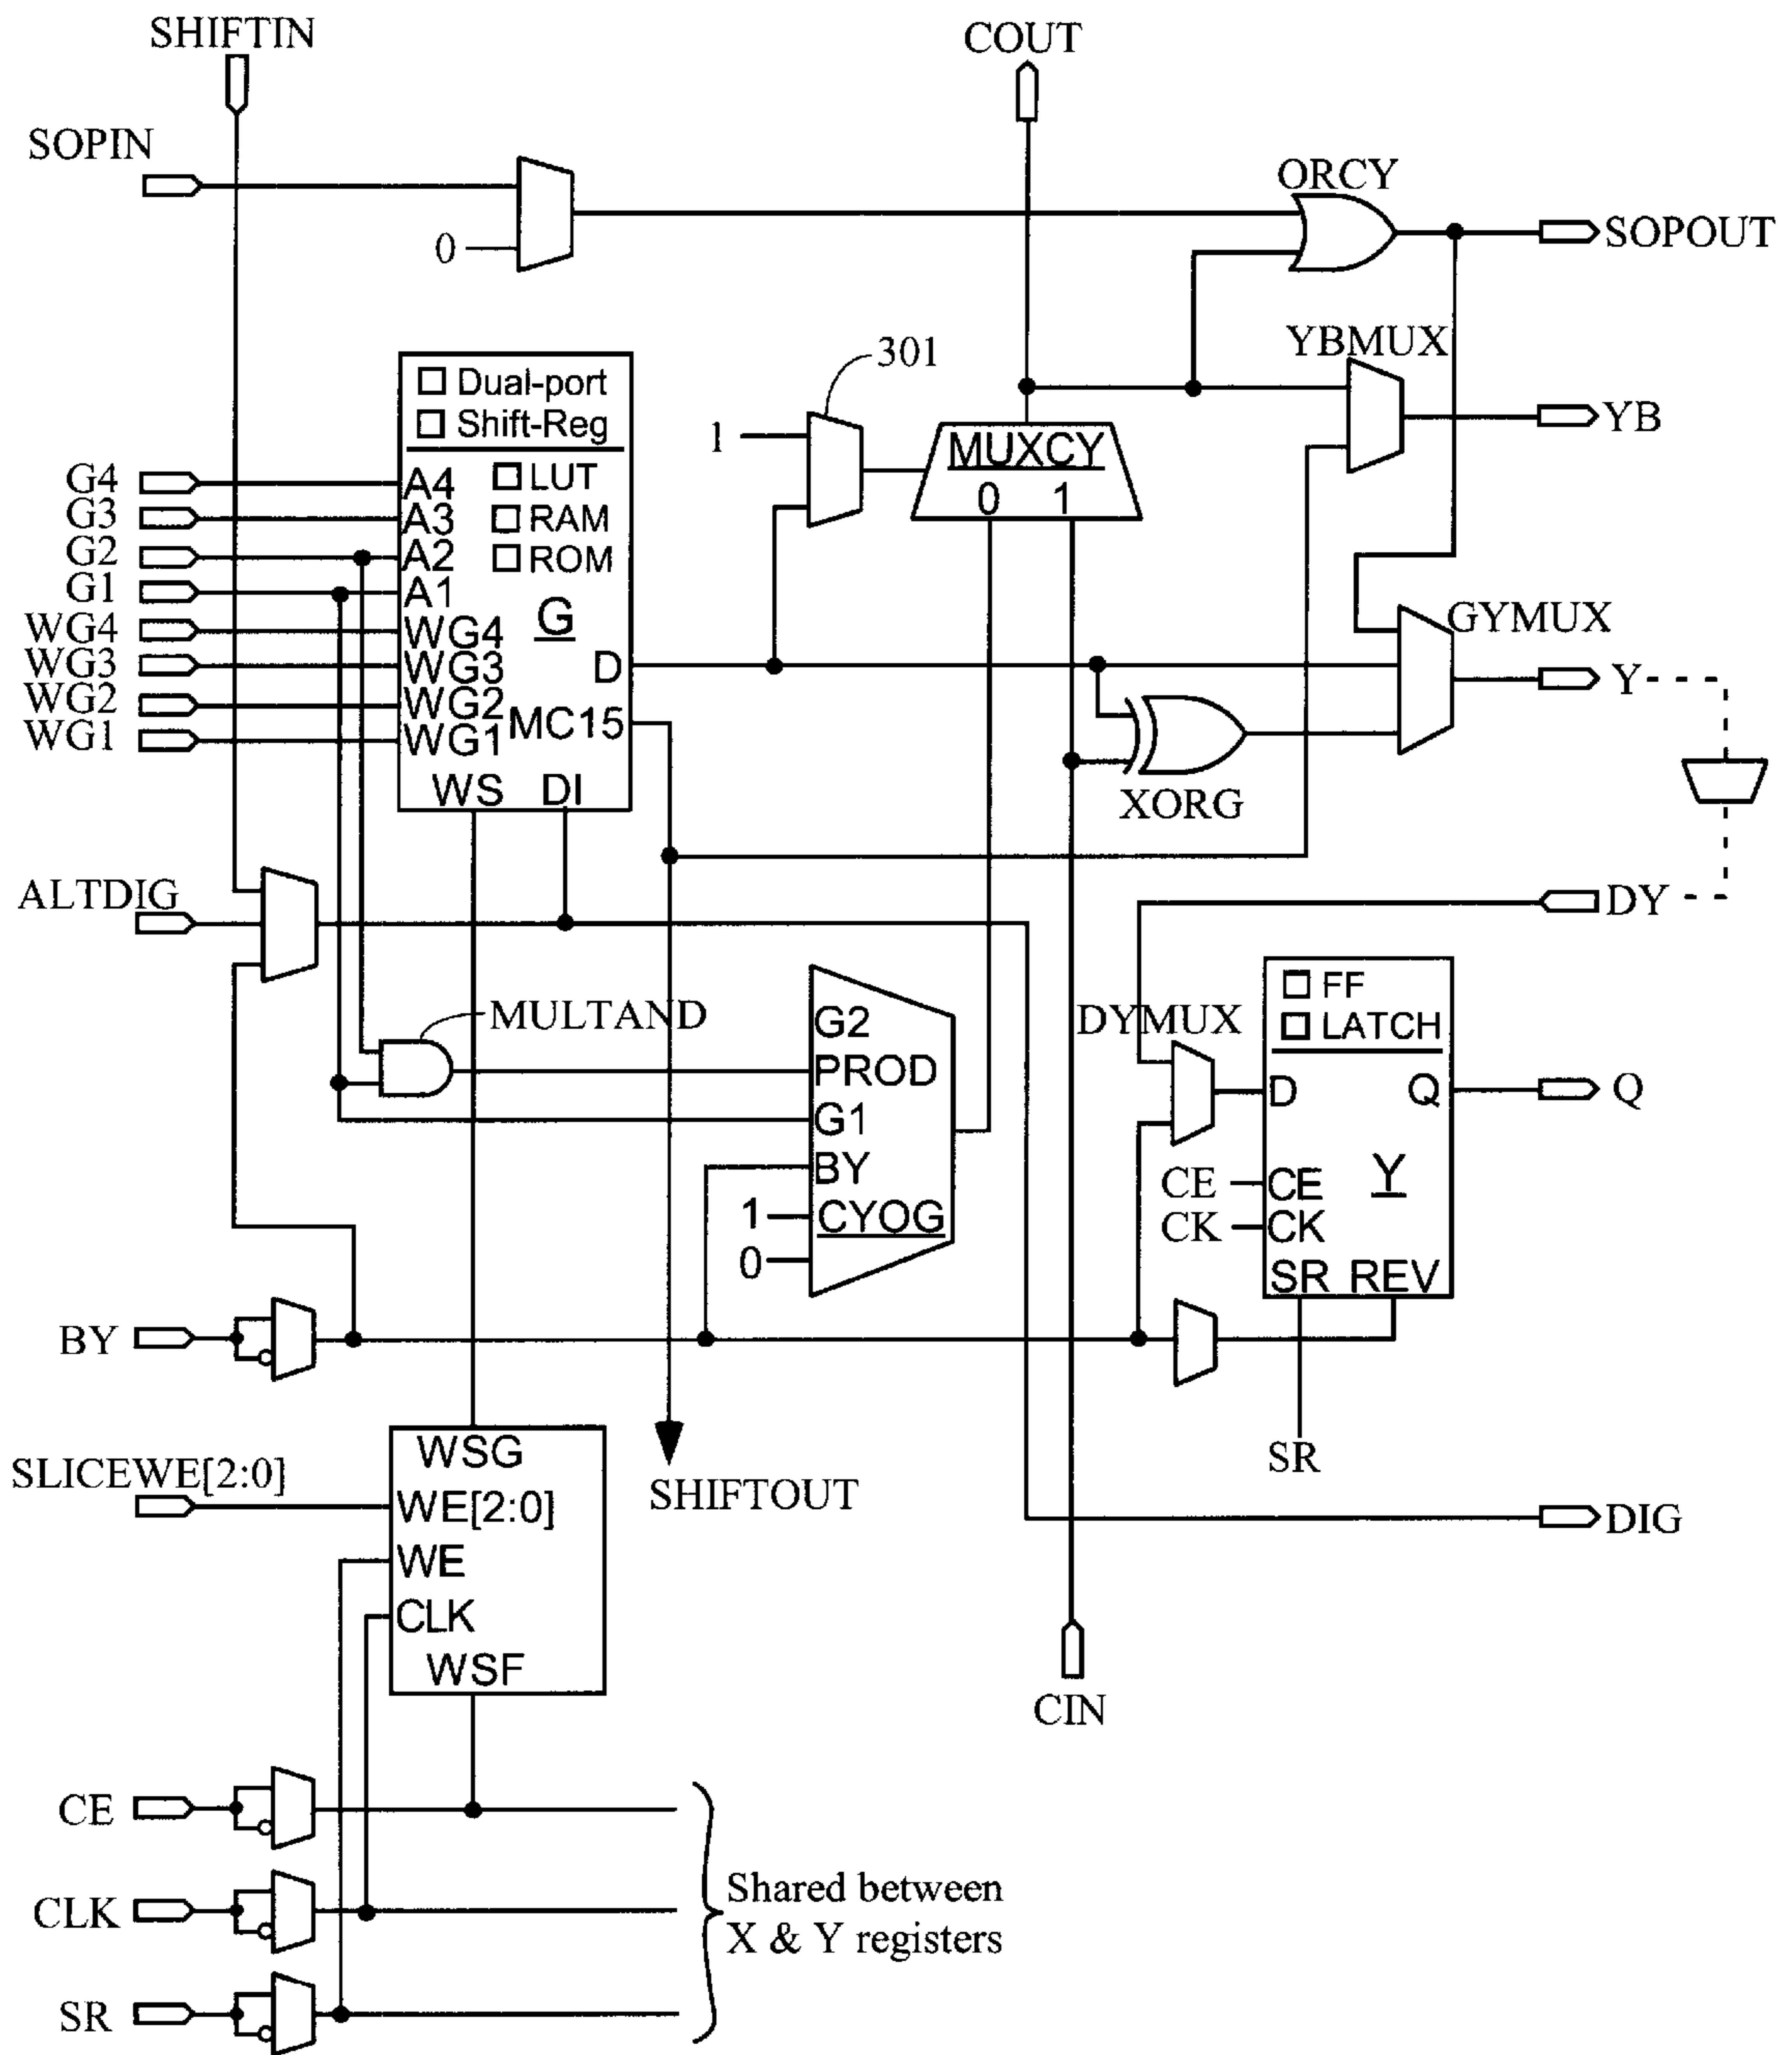 SHIFTIN
COUT
SOPIN
ORCY
0
SOPOUT
301
YBMUX
Dual-port
Shift-Reg
1
MUXCY
YB
0 1
G4
A4
LUT
G3
A3
RAM
G2
A2
ROM
G1
A1
G
GYMUX
WG4
WG4
WG3
WG3
D
Y
WG2
WG2
MC15
WG1
WG1
WS DI
XORG
ALTDIG
DY
MULTAND
G2
DYMUX
FF
LATCH
PROD
D
Q
Q
G1
BY
CE
CE
Y
1
CYOG
CK
CK
0
SR REV
BY
WSG
SLICEWE[2:0]
WE[2:0]
SHIFTOUT
SR
DIG
WE
CLK
WSF
CIN
CE
Shared between
CLK
X & Y registers
SR